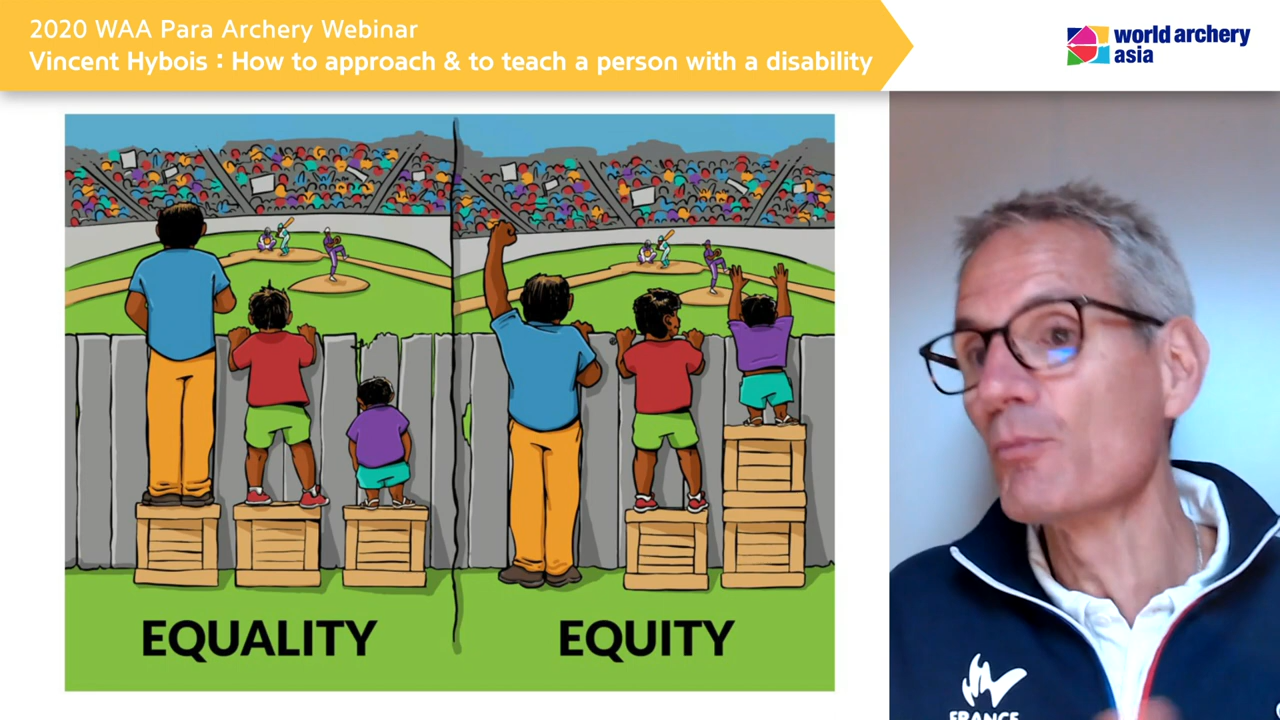 2020 WAA Para Archery Webinar
Vincent Hybois : How to approach & to teach a person with a disability
world archery
asia
EQUALITY
EQUITY
FRANCE